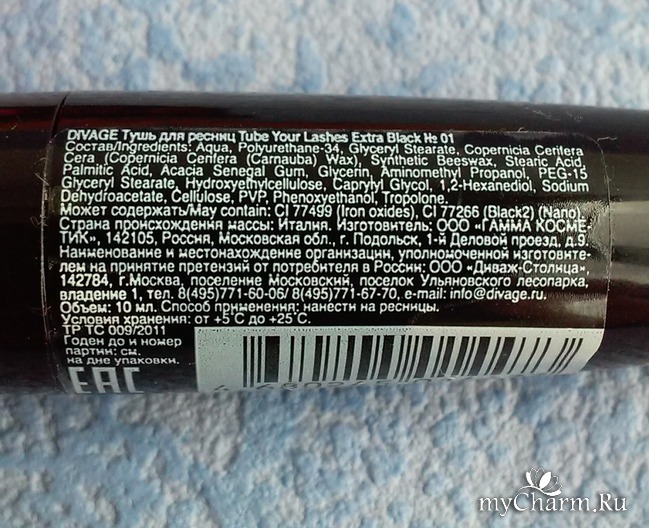 DIVAGE Тушь для ресниц Tube Your Lashes Extra Black № 01
Состав/Ingredients: Aqua, Polyurethane-34, Glyceryl Stearate, Copernicia Cerifera
Cera (Copernicia Cerifera (Carnauba) Wax), Synthetic Beeswax, Stearic Acid,
Palmitic Acid, Acacia Senegal Gum, Glycerin, Aminomethyl Propanol, PEG-15
Glyceryl Stearate, Hydroxyethylcellulose, Caprylyl Glycol, 1,2-Hexanediol, Sodium
Dehydroacetate, Cellulose, PVP, Phenoxyethanol, Tropolone.
Может содержать/May contain: CI 77499 (Iron oxides), CI 77266 (Black2) (Nano).
Страна происхождения массы: Италия. Изготовитель: ООО «ГАММА КОСМЕ-
ТИК», 142105, Россия, Московская обл., г. Подольск, 1-й Деловой проезд, д.9.
Наименование и местонахождение организации, уполномоченной изготовите-
лем на принятие претензий от потребителя в России: ООО «Диваж-Столица»,
142784, г.Москва, поселение Московский, поселок Ульяновского лесопарка,
владение 1, тел. 8(495)771-60-06/ 8(495)771-67-70, e-mail: info@divage.ru.
Объем: 10 мл. Способ применения: нанести на ресницы.
Условия хранения: от +5˚С до +25˚С.
ТР ТС 009/2011
Годен до и номер
партии: см.
на дне упаковки.
EAC
myCharm.Ru